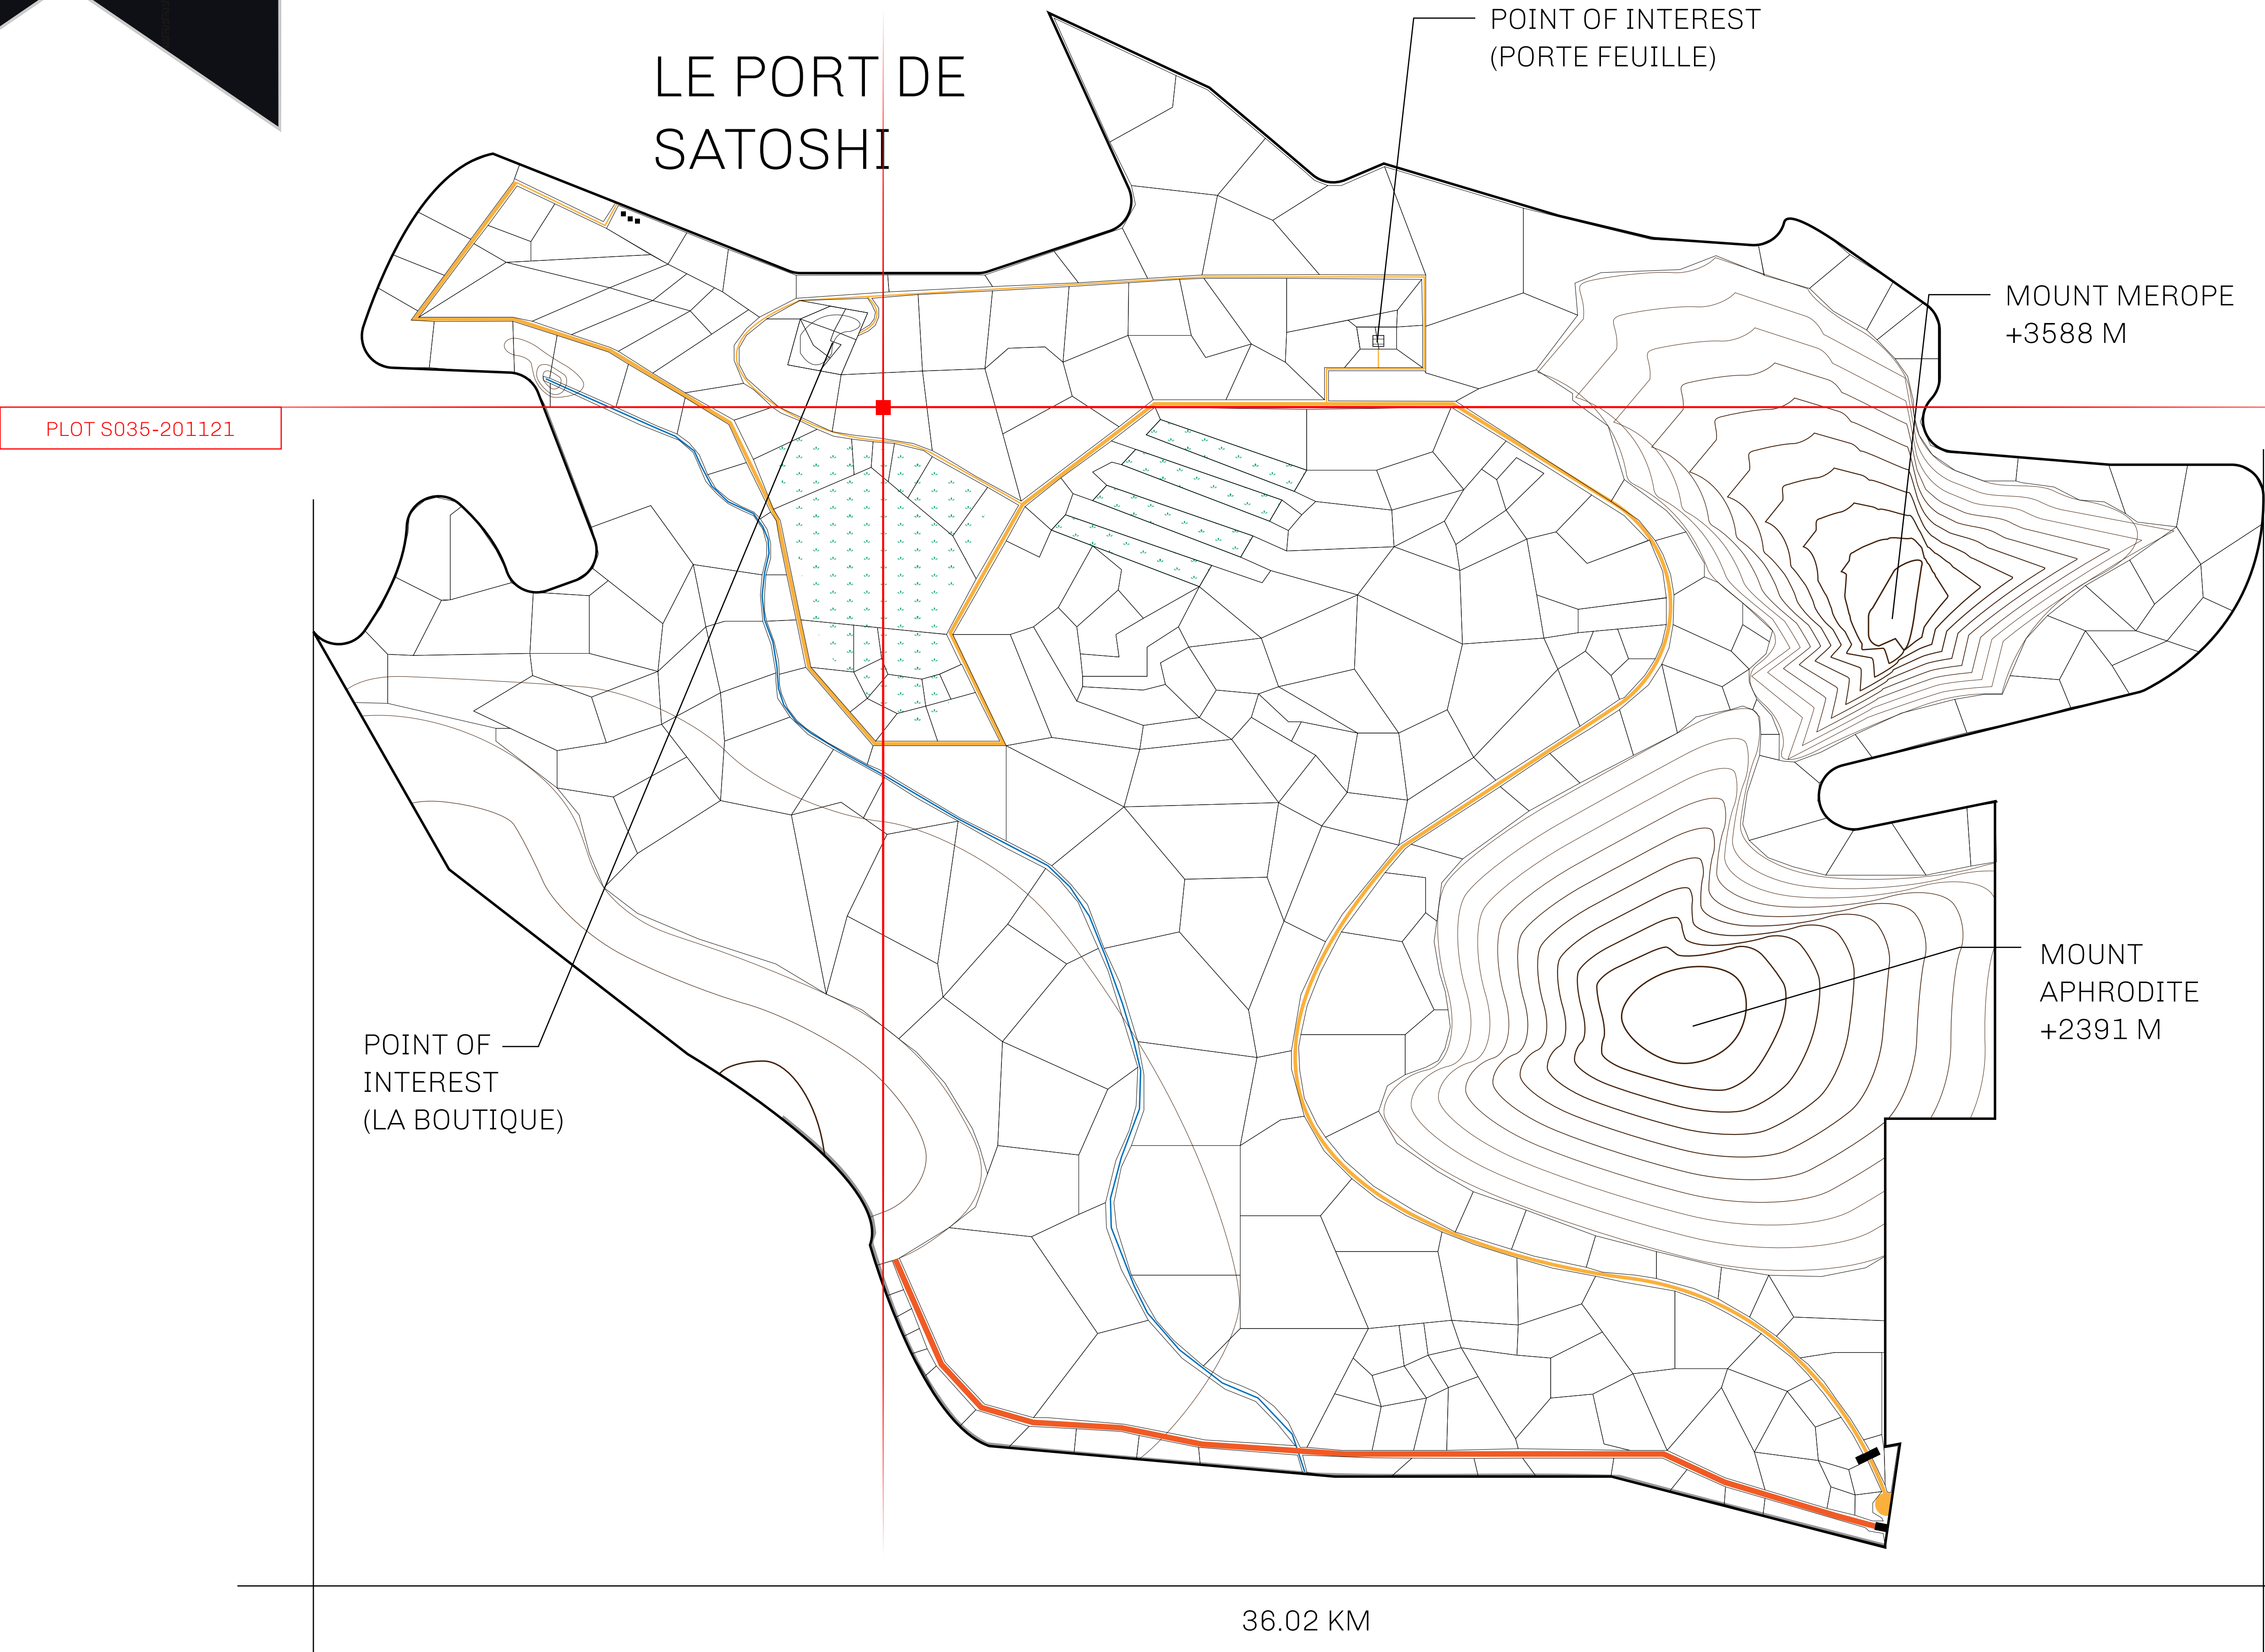 LE PORT DE
SATOSHI
POINT OF INTEREST
(PORTE FEUILLE)
MOUNT MEROPE
+3588 M
PLOT S035-201121
MOUNT
APHRODITE
+2391 M
POINT OF
INTEREST
(LA BOUTIQUE)
36.02 KM